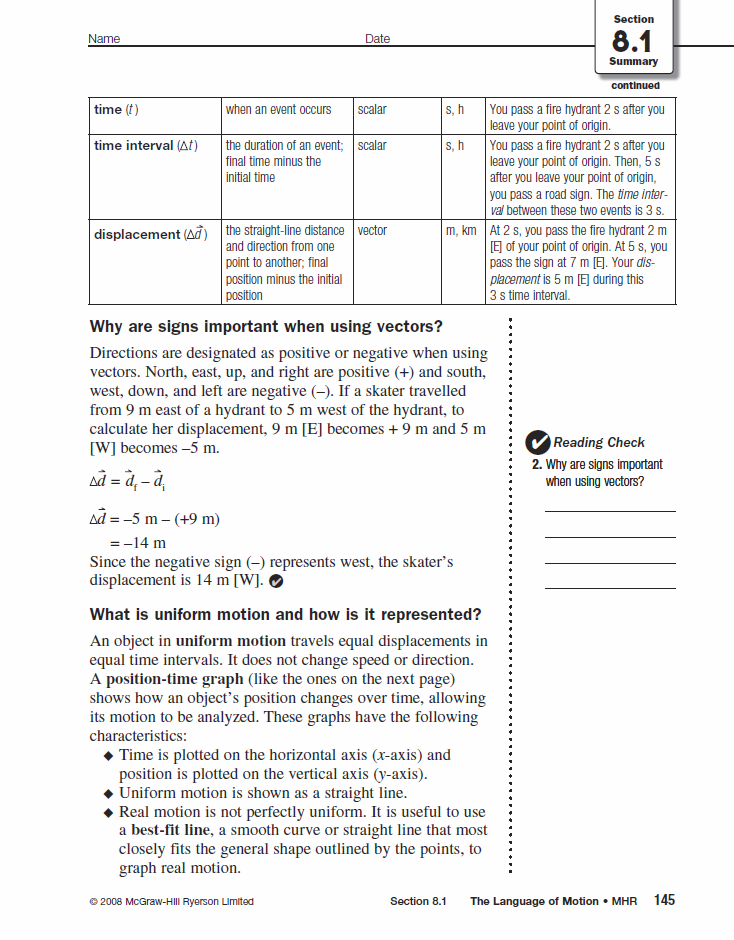 Section
8.1
Summary
Name Date
continued
time (t) when an event occurs scalar s, h You pass a fire hydrant 2 s after you
leave your point of origin.
time interval (Δt) the duration of an event; scalar s, h You pass a fire hydrant 2 s after you
final time minus the leave your point of origin. Then, 5 s
initial time after you leave your point of origin,
you pass a road sign. The time inter-
val between these two events is 3 s.
displacement (Δd⃗) the straight-line distance vector m, km At 2 s, you pass the fire hydrant 2 m
and direction from one [E] of your point of origin. At 5 s, you
point to another; final pass the sign at 7 m [E]. Your dis-
position minus the initial placement is 5 m [E] during this
position 3 s time interval.
Why are signs important when using vectors?
Directions are designated as positive or negative when using
vectors. North, east, up, and right are positive (+) and south,
west, down, and left are negative (–). If a skater travelled
from 9 m east of a hydrant to 5 m west of the hydrant, to
calculate her displacement, 9 m [E] becomes + 9 m and 5 m
[W] becomes –5 m.
Δd⃗ = d⃗f – d⃗i
Δd⃗ = –5 m – (+9 m)
= –14 m
Since the negative sign (–) represents west, the skater's
displacement is 14 m [W]. ✔
✔ Reading Check
2. Why are signs important
when using vectors?
What is uniform motion and how is it represented?
An object in uniform motion travels equal displacements in
equal time intervals. It does not change speed or direction.
A position-time graph (like the ones on the next page)
shows how an object's position changes over time, allowing
its motion to be analyzed. These graphs have the following
characteristics:
◆ Time is plotted on the horizontal axis (x-axis) and
position is plotted on the vertical axis (y-axis).
◆ Uniform motion is shown as a straight line.
◆ Real motion is not perfectly uniform. It is useful to use
a best-fit line, a smooth curve or straight line that most
closely fits the general shape outlined by the points, to
graph real motion.
© 2008 McGraw-Hill Ryerson Limited Section 8.1 The Language of Motion • MHR 145